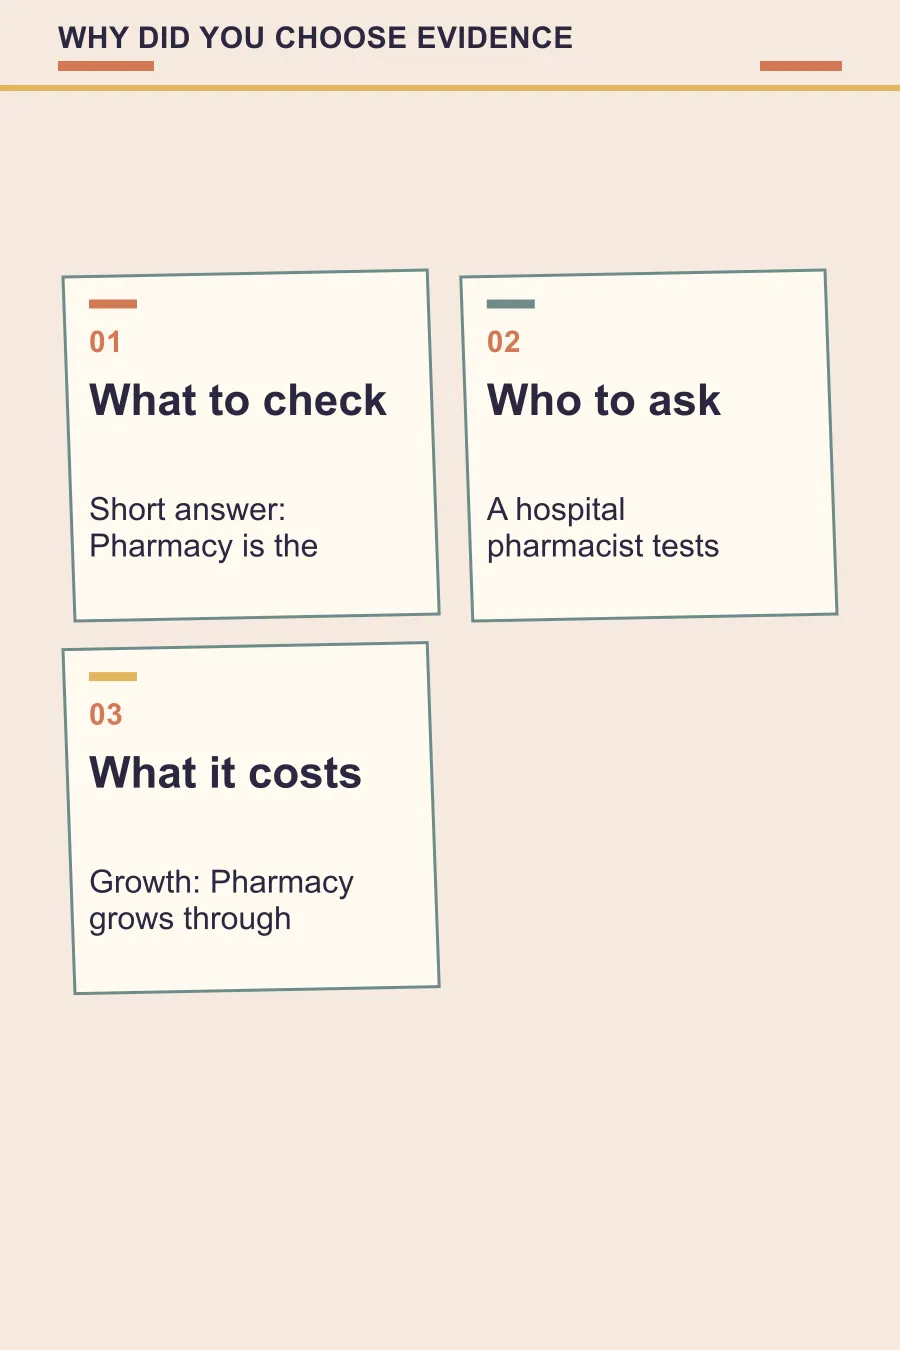 WHY DID YOU CHOOSE EVIDENCE
01
What to check
Short answer:
Pharmacy is the
02
Who to ask
A hospital
pharmacist tests
03
What it costs
Growth: Pharmacy
grows through